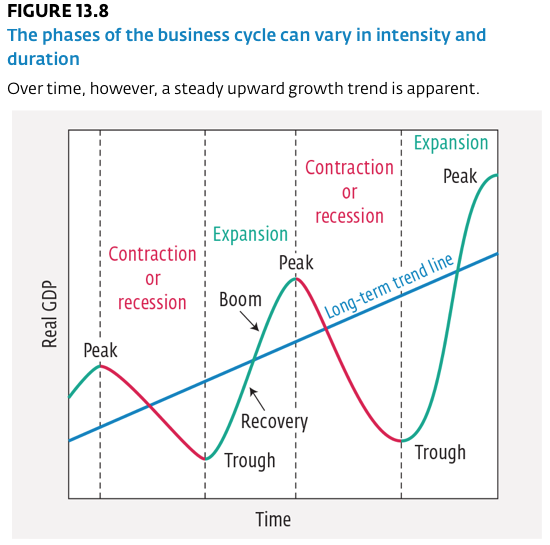 FIGURE 13.8
The phases of the business cycle can vary in intensity and
duration
Over time, however, a steady upward growth trend is apparent.
Expansion
Contraction
or
recession
Peak
Expansion
Contraction
or
recession
Peak
Long-term trend line
Boom
Real GDP
Peak
Recovery
Trough
Trough
Time